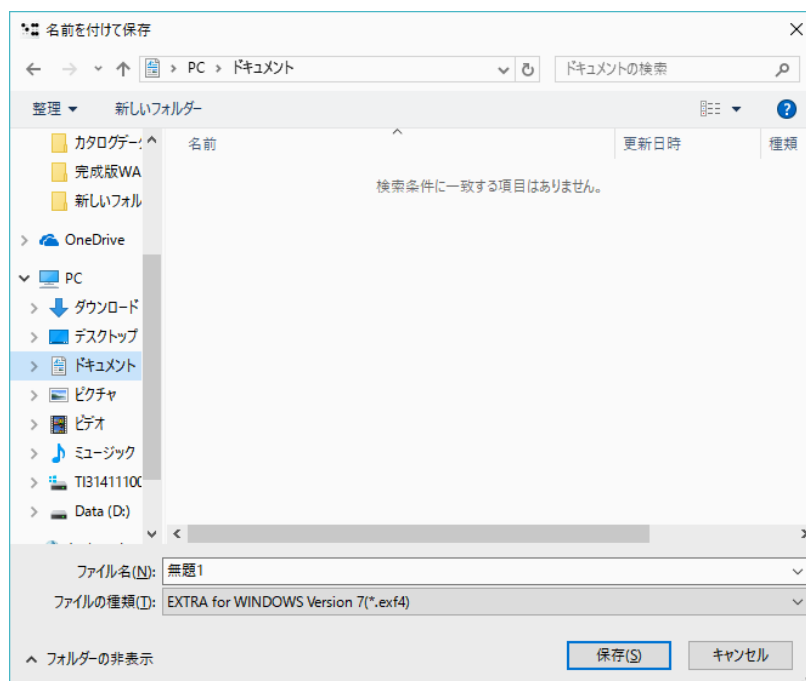 名前を付けて保存
PC > ドキュメント
ドキュメントの検索
整理
新しいフォルダー
?
名前
更新日時
種類
検索条件に一致する項目はありません。
カタログデー
完成版WA
新しいフォル
OneDrive
PC
ダウンロード
デスクトップ
ドキュメント
ピクチャ
ビデオ
ミュージック
TI3141110
Data (D:)
ファイル名(N): 無題1
ファイルの種類(T): EXTRA for WINDOWS Version 7(*.exf4)
フォルダーの非表示
保存(S)
キャンセル